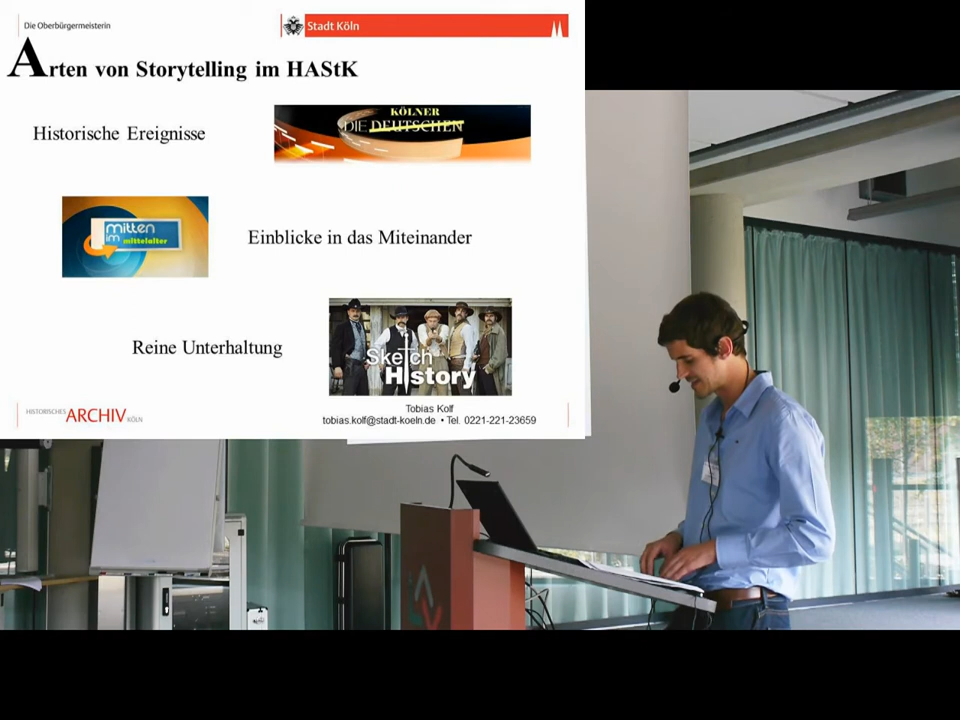 Die Oberbürgermeisterin
Stadt Köln
Arten von Storytelling im HAStK
Historische Ereignisse
KÖLNER
DIE DEUTSCHEN
mitten
im mittelalter
Einblicke in das Miteinander
Reine Unterhaltung
Sketch
History
HISTORISCHES ARCHIV KÖLN
Tobias Kolf
tobias.kolf@stadt-koeln.de • Tel. 0221-221-23659